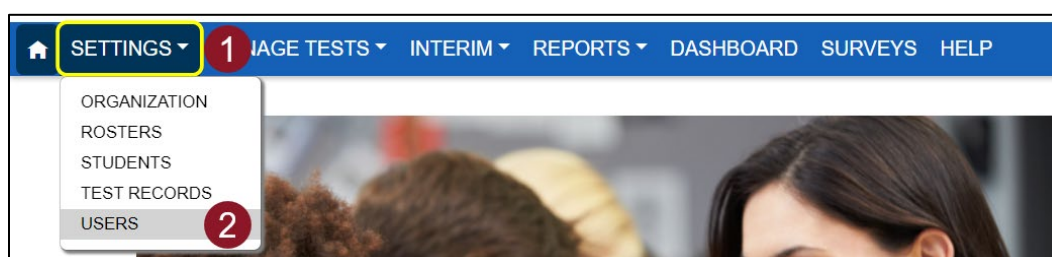 SETTINGS 1 NAGE TESTS INTERIM REPORTS DASHBOARD SURVEYS HELP
ORGANIZATION
ROSTERS
STUDENTS
TEST RECORDS
USERS 2